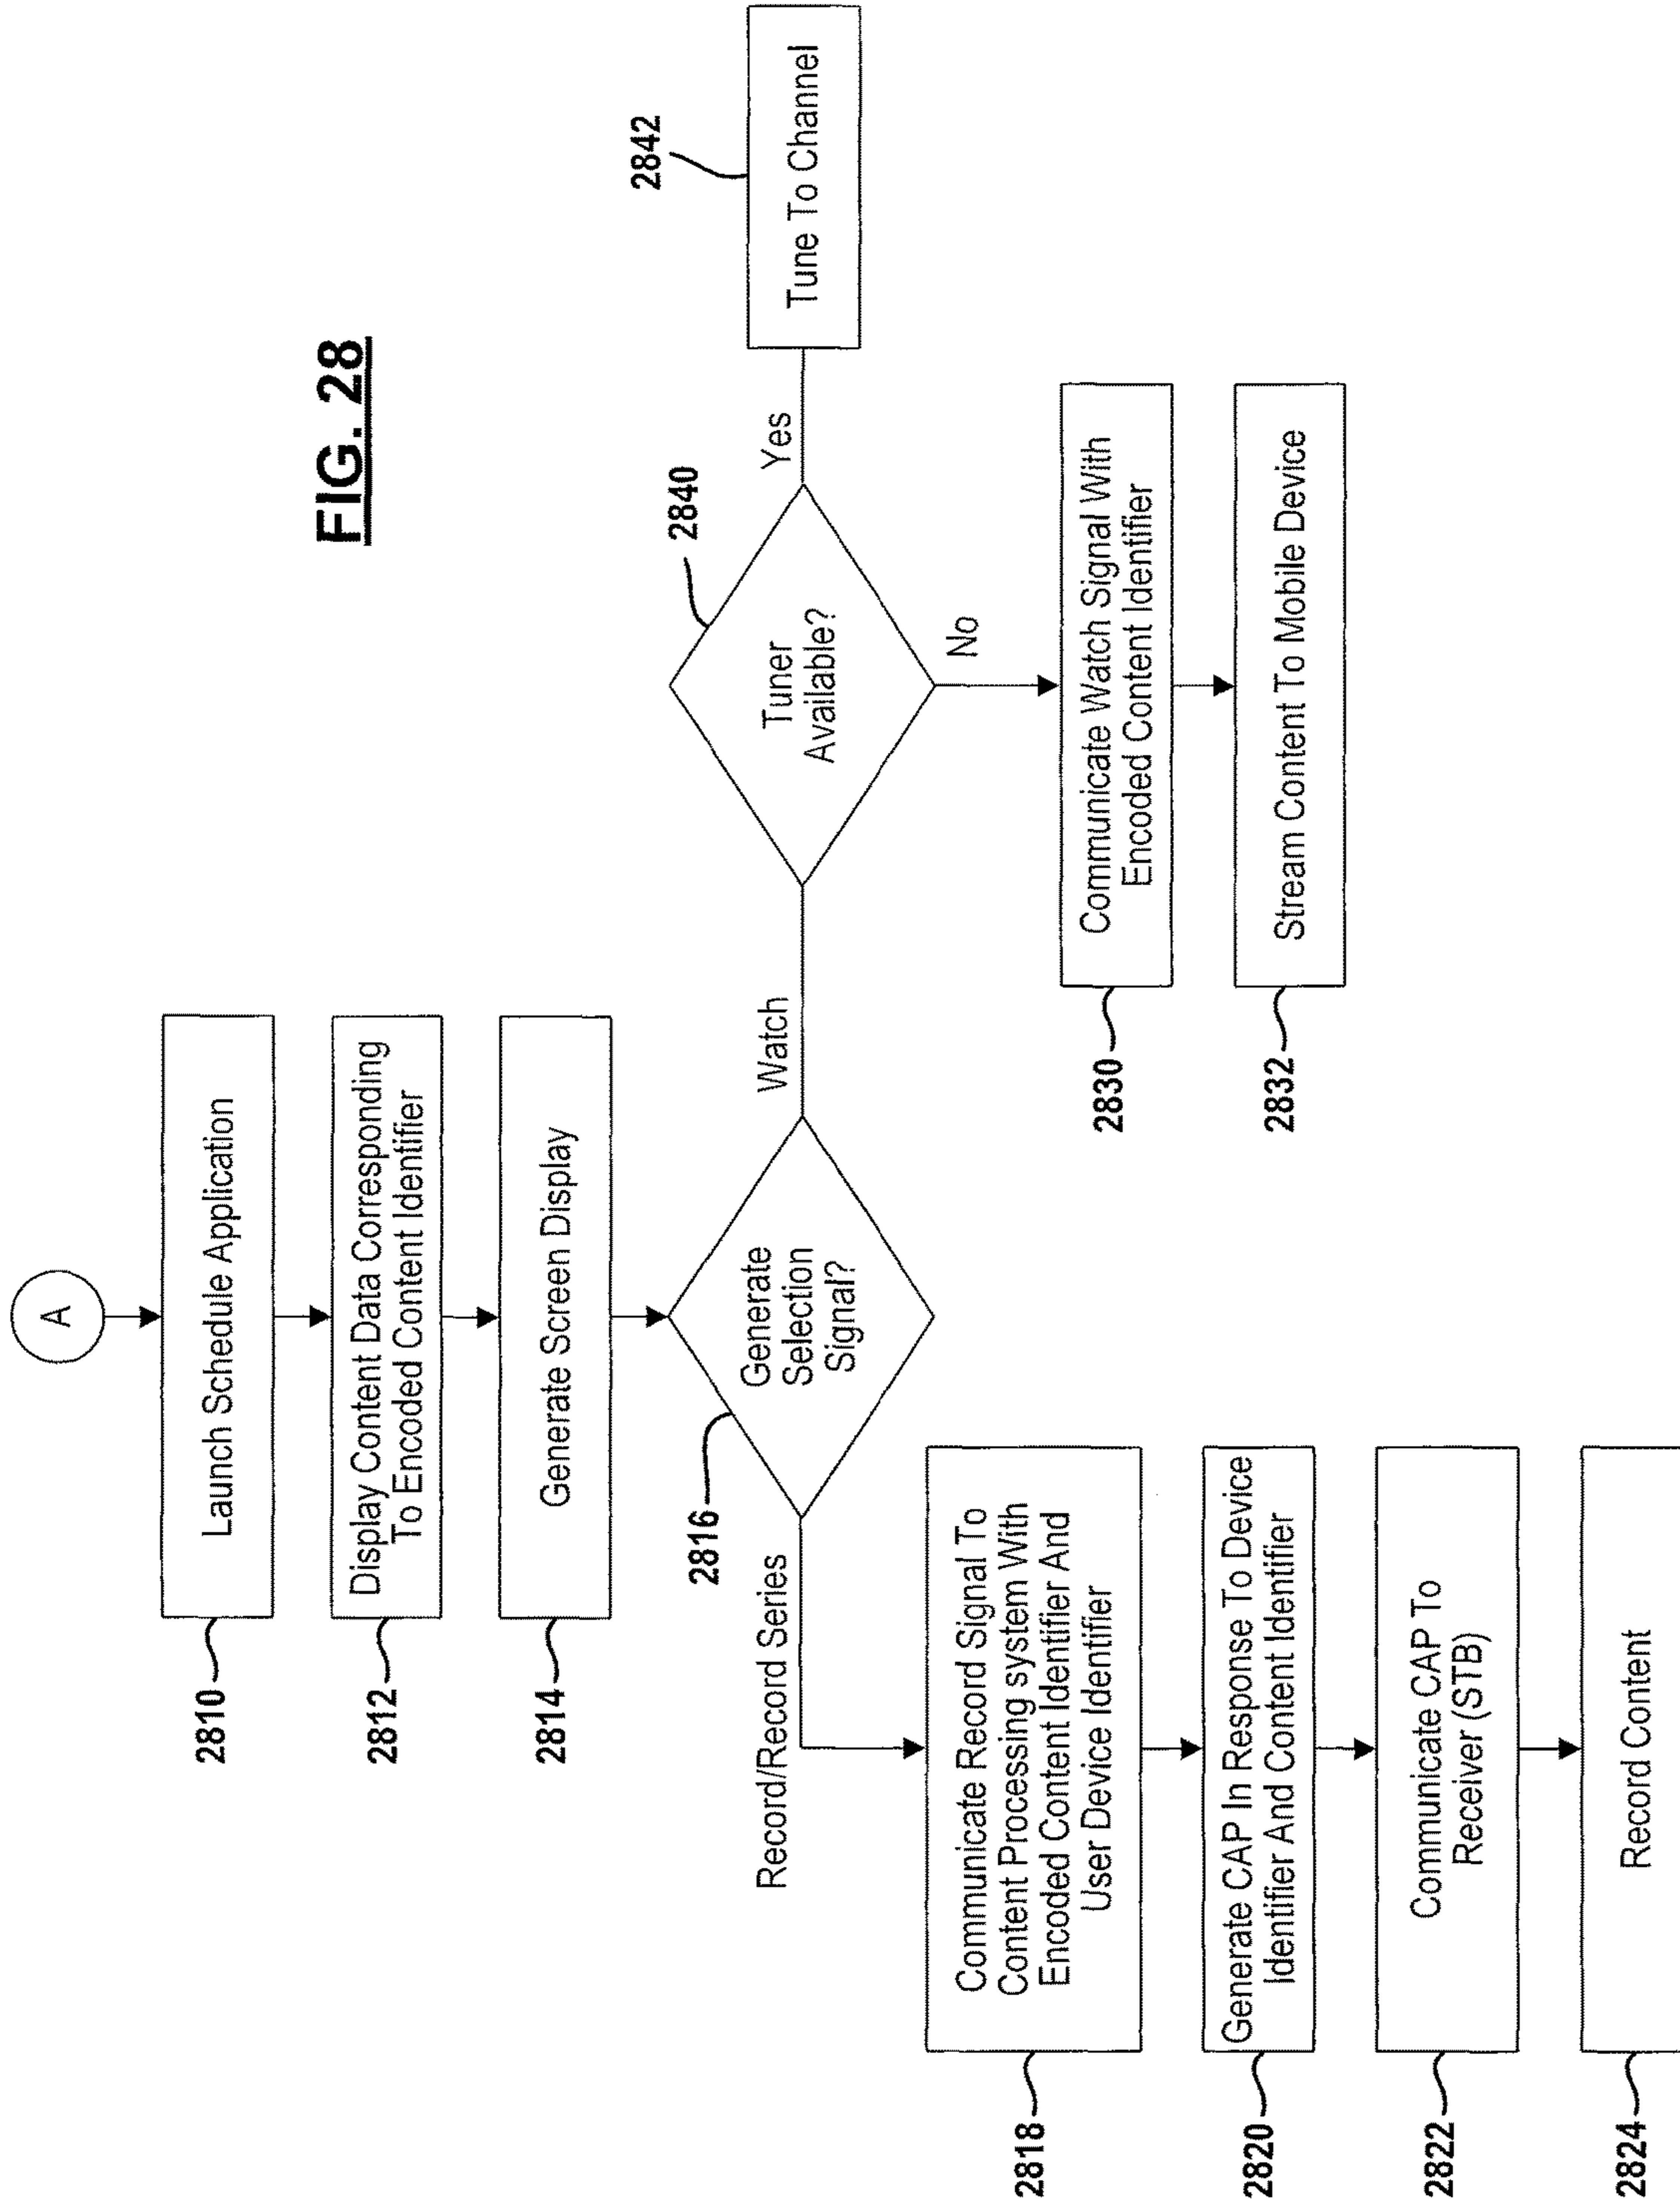 FIG. 28
A
2810
Launch Schedule Application
2812
Display Content Data Corresponding
To Encoded Content Identifier
2814
Generate Screen Display
2816
Generate
Selection
Signal?
Record/Record Series
Watch
2840
Tuner
Available?
Yes
2842
Tune To Channel
No
2830
Communicate Watch Signal With
Encoded Content Identifier
2832
Stream Content To Mobile Device
2818
Communicate Record Signal To
Content Processing system With
Encoded Content Identifier And
User Device Identifier
2820
Generate CAP In Response To Device
Identifier And Content Identifier
2822
Communicate CAP To
Receiver (STB)
2824
Record Content